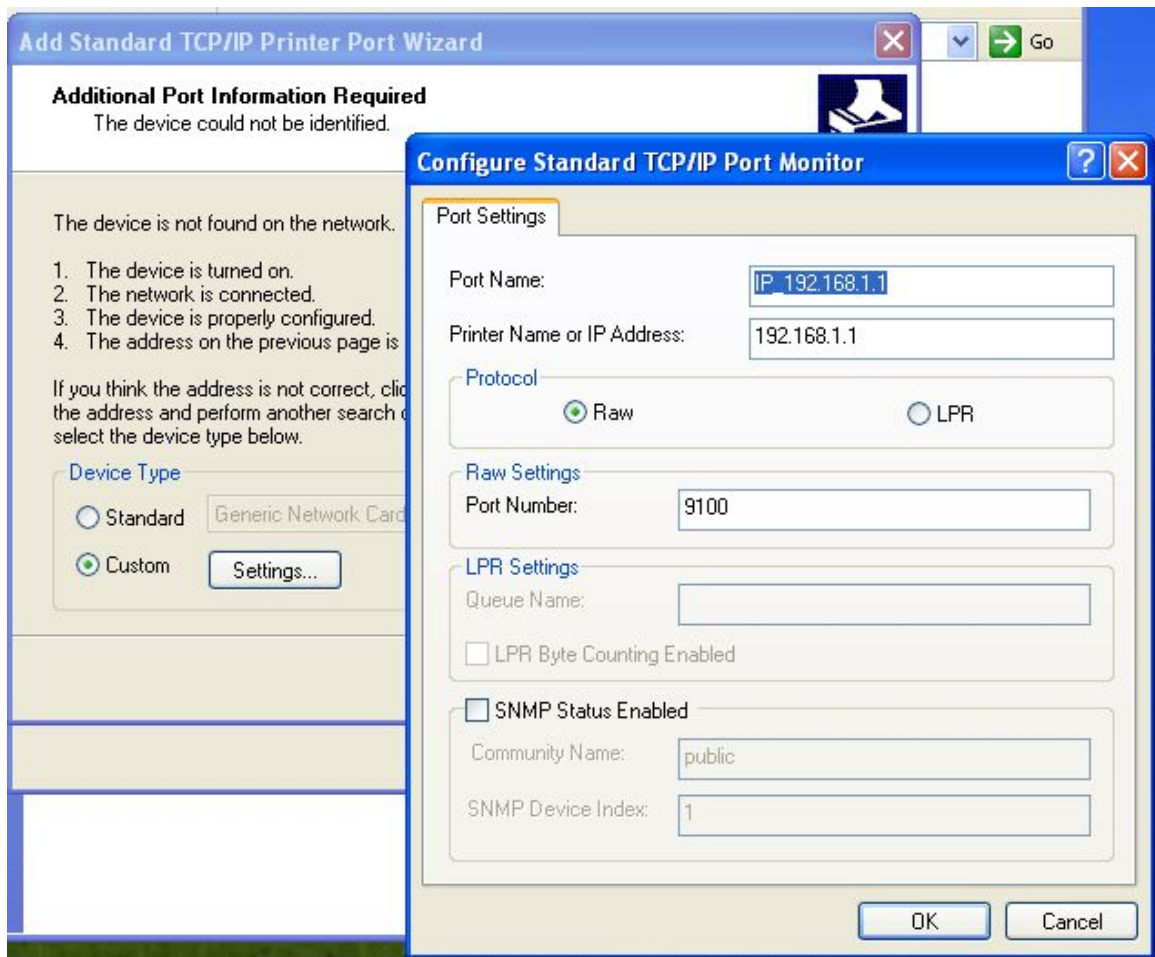 Add Standard TCP/IP Printer Port Wizard
Go
Additional Port Information Required
The device could not be identified.
The device is not found on the network.
1. The device is turned on.
2. The network is connected.
3. The device is properly configured.
4. The address on the previous page is
If you think the address is not correct,
the address and perform another search
select the device type below.
Device Type
Standard
Generic Network Card
Custom
Settings...
Configure Standard TCP/IP Port Monitor
Port Settings
Port Name:
IP_192.168.1.1
Printer Name or IP Address:
192.168.1.1
Protocol
Raw
LPR
Raw Settings
Port Number:
9100
LPR Settings
Queue Name:
LPR Byte Counting Enabled
SNMP Status Enabled
Community Name:
public
SNMP Device Index:
1
OK
Cancel